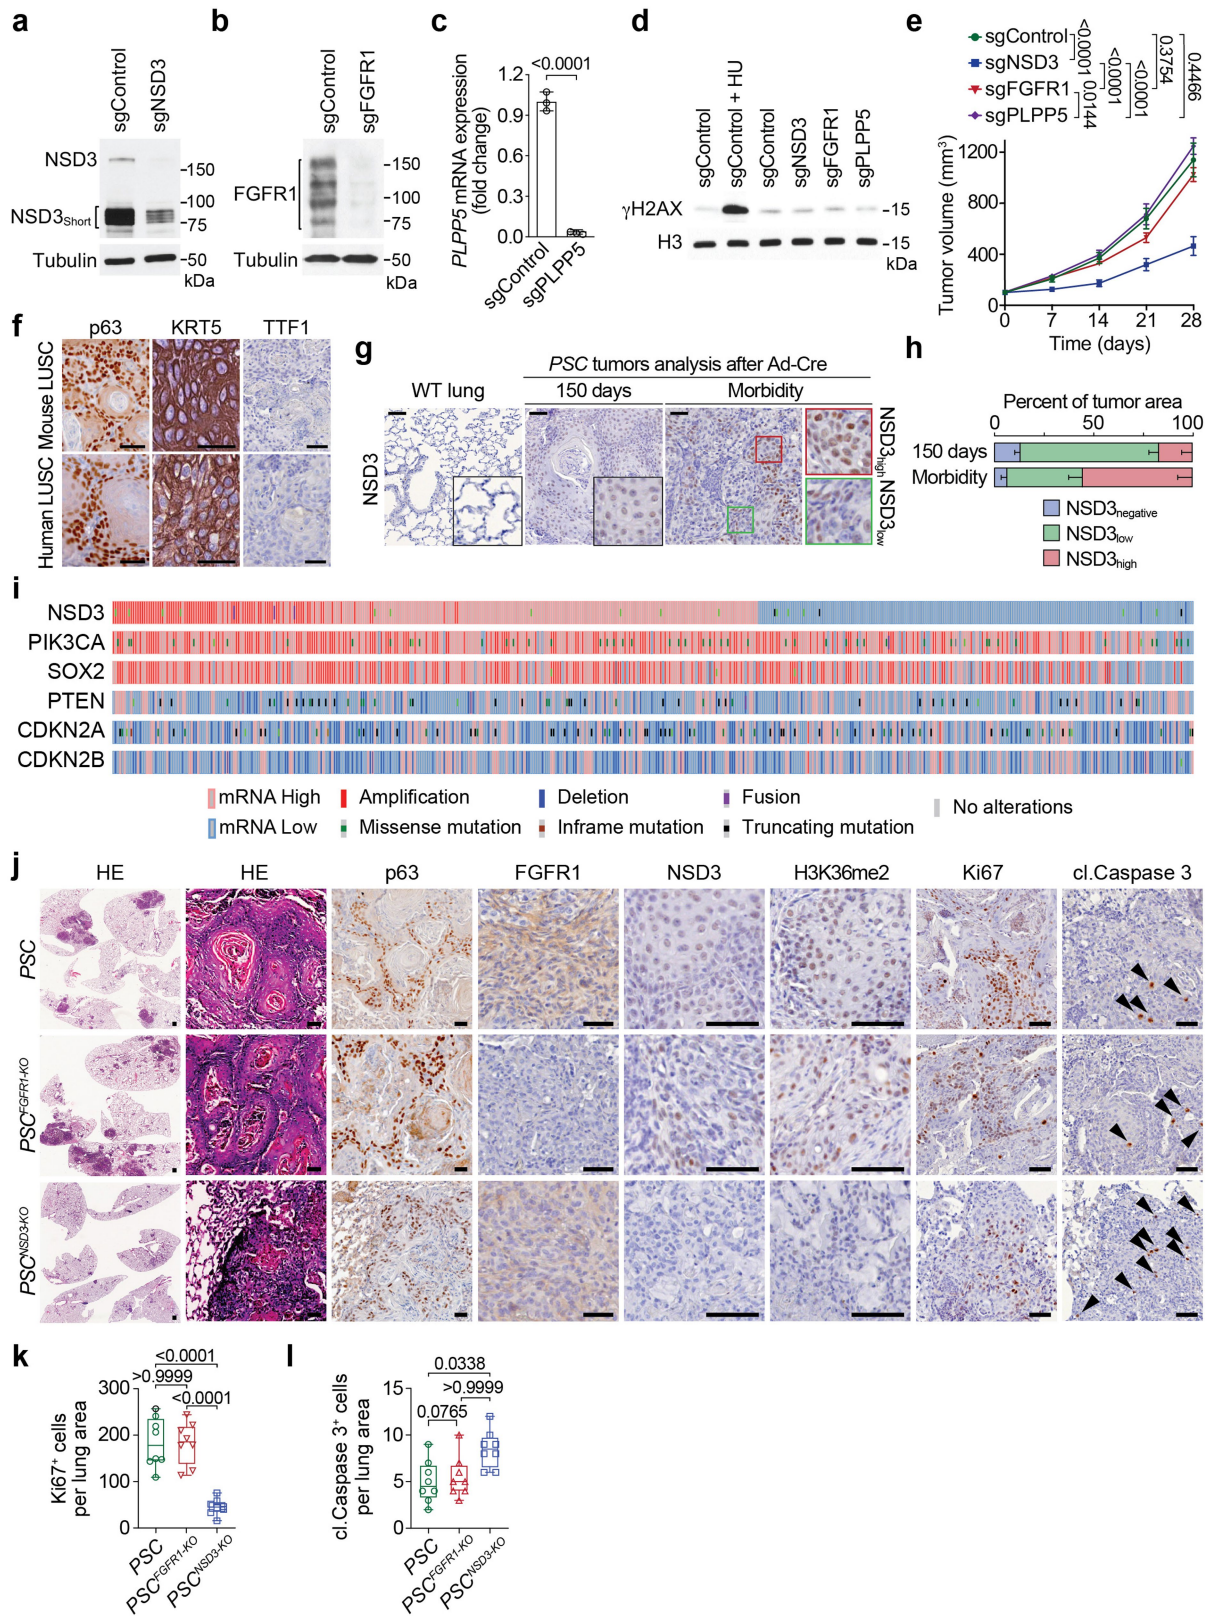 a
sgControl
sgNSD3
NSD3
NSD3Short
Tubulin
-150
-100
-75
-50
kDa
b
sgControl
sgFGFR1
FGFR1
Tubulin
-150
-100
-75
-50
kDa
c
PLPP5 mRNA expression
(fold change)
<0.0001
1.2
0.9
0.6
0.3
0.0
sgControl
sgPLPP5
d
sgControl
sgControl + HU
sgControl
sgNSD3
sgFGFR1
sgPLPP5
γH2AX
H3
-15
-15
kDa
e
sgControl
sgNSD3
sgFGFR1
sgPLPP5
<0.0001
0.0144
<0.0001
<0.0001
0.3754
0.4466
Tumor volume (mm³)
1200
800
400
0
0 7 14 21 28
Time (days)
f
p63 KRT5 TTF1
Mouse LUSC
Human LUSC
g
PSC tumors analysis after Ad-Cre
WT lung 150 days Morbidity
NSD3
NSD3high
NSD3low
h
Percent of tumor area
0 50 100
150 days
Morbidity
NSD3negative
NSD3low
NSD3high
i
NSD3
PIK3CA
SOX2
PTEN
CDKN2A
CDKN2B
mRNA High Amplification Deletion Fusion No alterations
mRNA Low Missense mutation Inframe mutation Truncating mutation
j
HE HE p63 FGFR1 NSD3 H3K36me2 Ki67 cl.Caspase 3
PSC
PSCFGFR1-KO
PSCNSD3-KO
k
<0.0001
>0.9999
<0.0001
Ki67⁺ cells
per lung area
300
200
100
0
PSC
PSCFGFR1-KO
PSCNSD3-KO
l
0.0338
>0.9999
0.0765
cl.Caspase 3⁺ cells
per lung area
15
10
5
0
PSC
PSCFGFR1-KO
PSCNSD3-KO